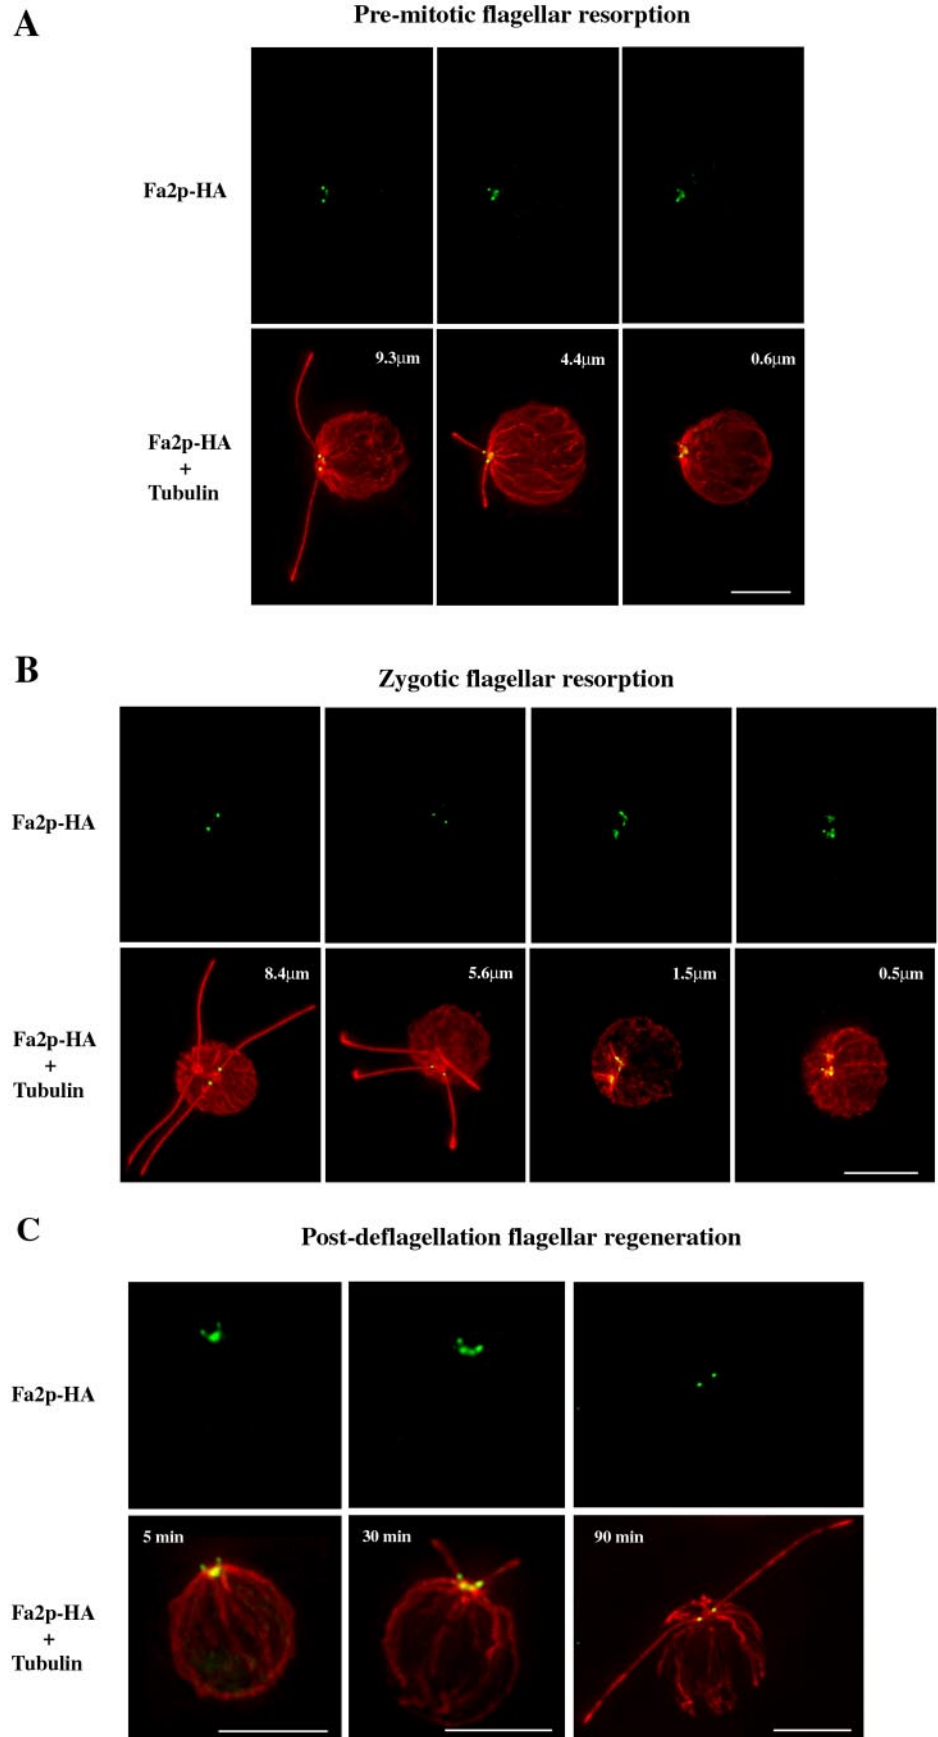 A
Pre-mitotic flagellar resorption
Fa2p-HA
9.3µm
4.4µm
0.6µm
Fa2p-HA
+
Tubulin
B
Zygotic flagellar resorption
Fa2p-HA
8.4µm
5.6µm
1.5µm
0.5µm
Fa2p-HA
+
Tubulin
C
Post-deflagellation flagellar regeneration
Fa2p-HA
5 min
30 min
90 min
Fa2p-HA
+
Tubulin